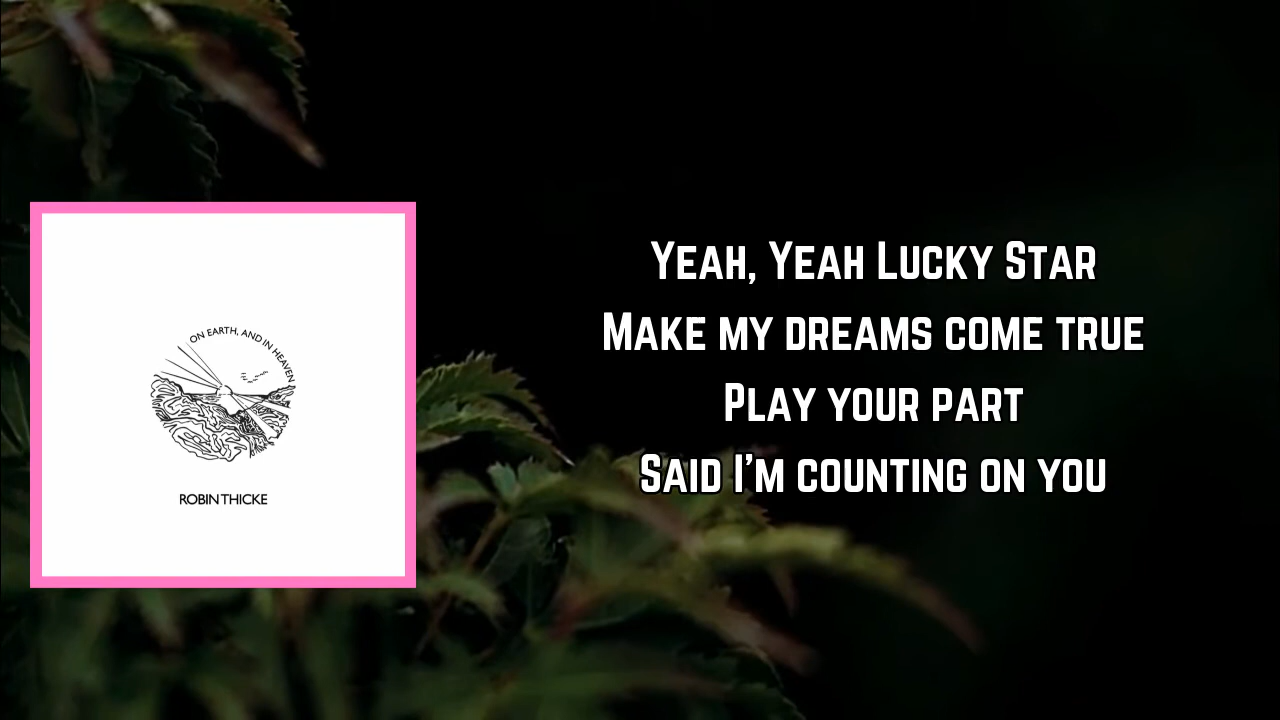 ON EARTH, AND IN HEAVEN
ROBIN THICKE
Yeah, Yeah Lucky Star
Make my dreams come true
Play your part
Said I'm counting on you